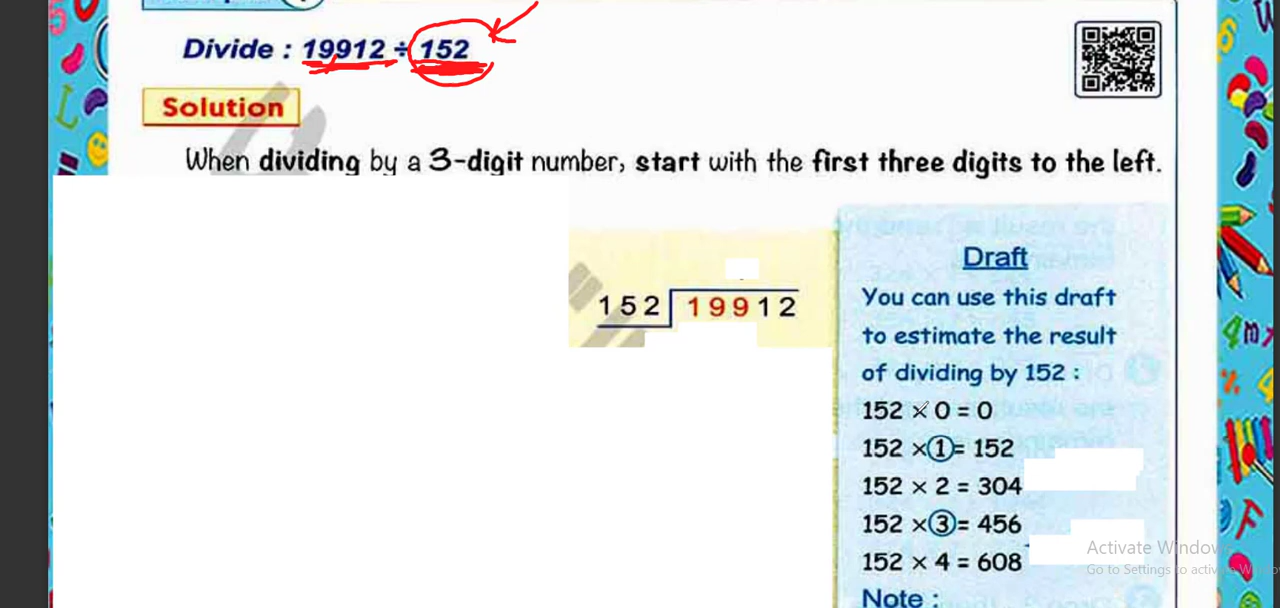 Divide : 19912 ÷ 152
Solution
When dividing by a 3-digit number, start with the first three digits to the left.
152 19912
Draft
You can use this draft
to estimate the result
of dividing by 152 :
152 × 0 = 0
152 × 1 = 152
152 × 2 = 304
152 × 3 = 456
152 × 4 = 608
Note :
Activate Windows
Go to Settings to activate Windows